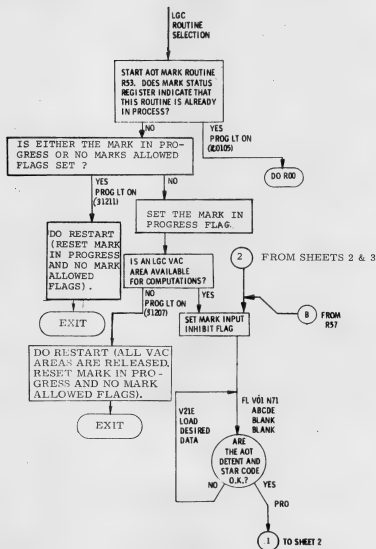 LGC
ROUTINE
SELECTION
START AOT MARK ROUTINE
R53. DOES MARK STATUS
REGISTER INDICATE THAT
THIS ROUTINE IS ALREADY
IN PROCESS?
NO
YES
PROG LT ON
DO R00
IS EITHER THE MARK IN PRO-
GRESS OR NO MARKS ALLOWED
FLAGS SET ?
YES
PROG LT ON
(31211)
NO
DO RESTART
(RESET MARK
IN PROGRESS
AND NO MARK
ALLOWED
FLAGS).
EXIT
SET THE MARK IN
PROGRESS FLAG.
IS AN LGC VAC
AREA AVAILABLE
FOR COMPUTATIONS?
NO
PROG LT ON
(31207)
YES
2 FROM SHEETS 2 & 3
B FROM
R57
SET MARK INPUT
INHIBIT FLAG
DO RESTART (ALL VAC
AREAS ARE RELEASED,
RESET MARK IN PRO-
GRESS AND NO MARK
ALLOWED FLAGS).
EXIT
V21E
LOAD
DESIRED
DATA
FL V01 N71
ABCDE
BLANK
BLANK
ARE
THE AOT
DETENT AND
STAR CODE
O.K.?
NO
YES
PRO
1 TO SHEET 2